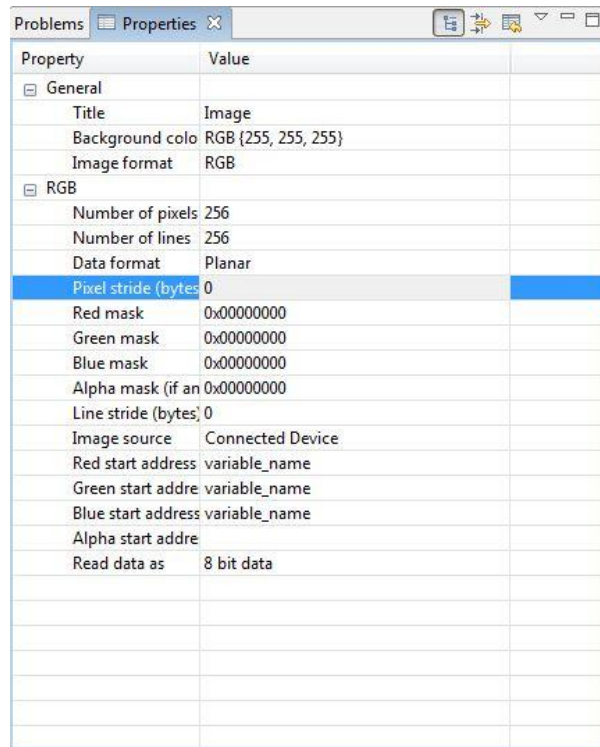 Problems Properties
Property Value
General
Title Image
Background colo RGB {255, 255, 255}
Image format RGB
RGB
Number of pixels 256
Number of lines 256
Data format Planar
Pixel stride (bytes 0
Red mask 0x00000000
Green mask 0x00000000
Blue mask 0x00000000
Alpha mask (if an 0x00000000
Line stride (bytes) 0
Image source Connected Device
Red start address variable_name
Green start addre variable_name
Blue start address variable_name
Alpha start addre
Read data as 8 bit data